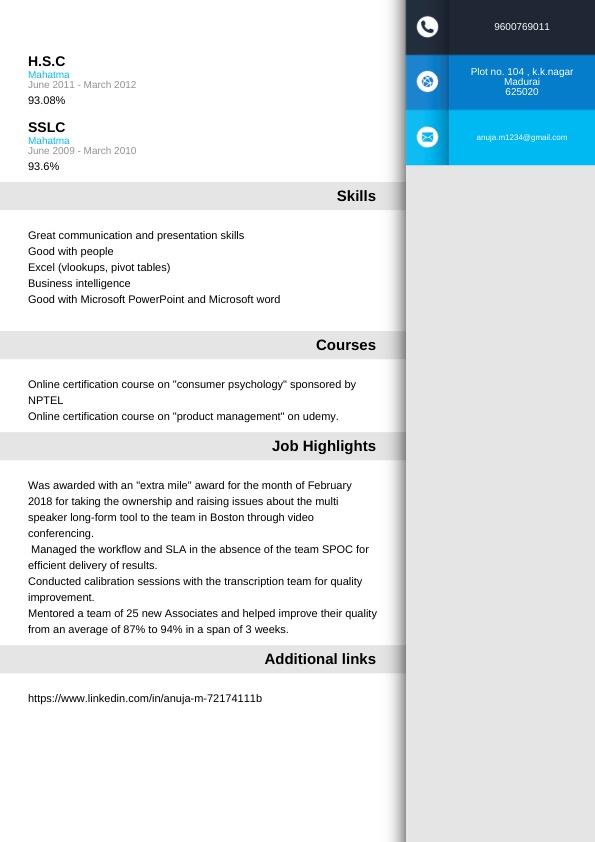 H.S.C
Mahatma
June 2011 - March 2012
93.08%
SSLC
Mahatma
June 2009 - March 2010
93.6%
Skills
Great communication and presentation skills
Good with people
Excel (vlookups, pivot tables)
Business intelligence
Good with Microsoft PowerPoint and Microsoft word
Courses
Online certification course on "consumer psychology" sponsored by
NPTEL
Online certification course on "product management" on udemy.
Job Highlights
Was awarded with an "extra mile" award for the month of February
2018 for taking the ownership and raising issues about the multi
speaker long-form tool to the team in Boston through video
conferencing.
Managed the workflow and SLA in the absence of the team SPOC for
efficient delivery of results.
Conducted calibration sessions with the transcription team for quality
improvement.
Mentored a team of 25 new Associates and helped improve their quality
from an average of 87% to 94% in a span of 3 weeks.
Additional links
https://www.linkedin.com/in/anuja-m-72174111b
9600769011
Plot no. 104 , k.k.nagar
Madurai
625020
anuja.m1234@gmail.com